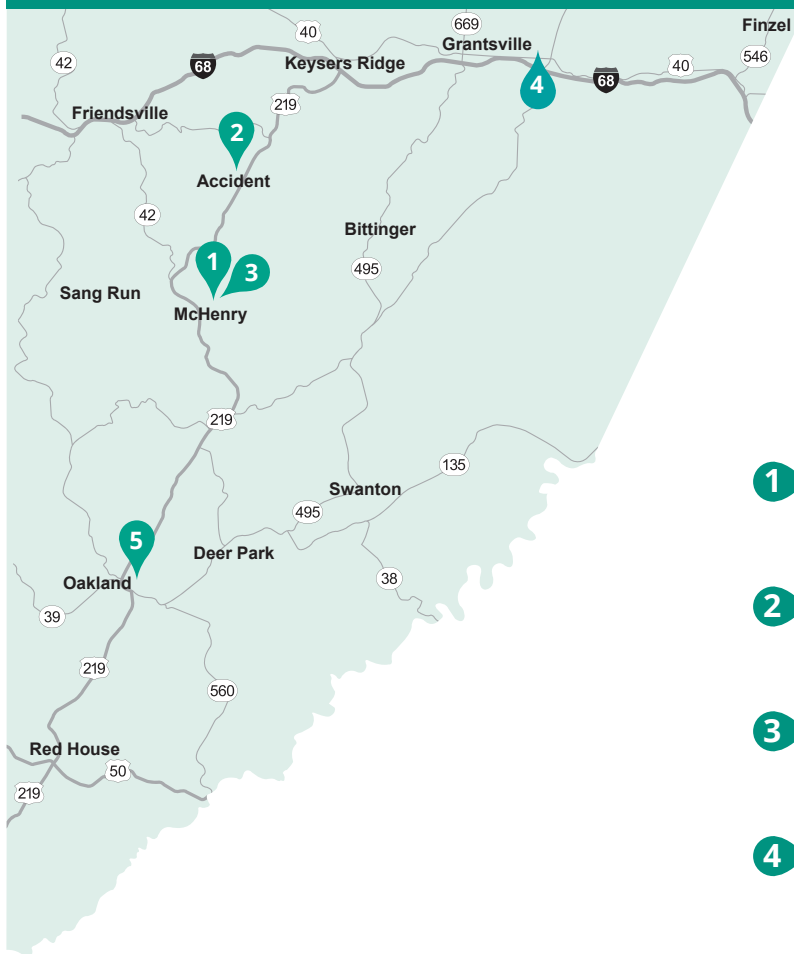 Finzel
669
40
Grantsville
42
68
Keysers Ridge
546
40
68
4
219
Friendsville
2
Accident
42
Bittinger
1
3
495
Sang Run
McHenry
219
135
1
Swanton
495
5
Deer Park
38
Oakland
2
39
219
560
3
Red House
50
219
4